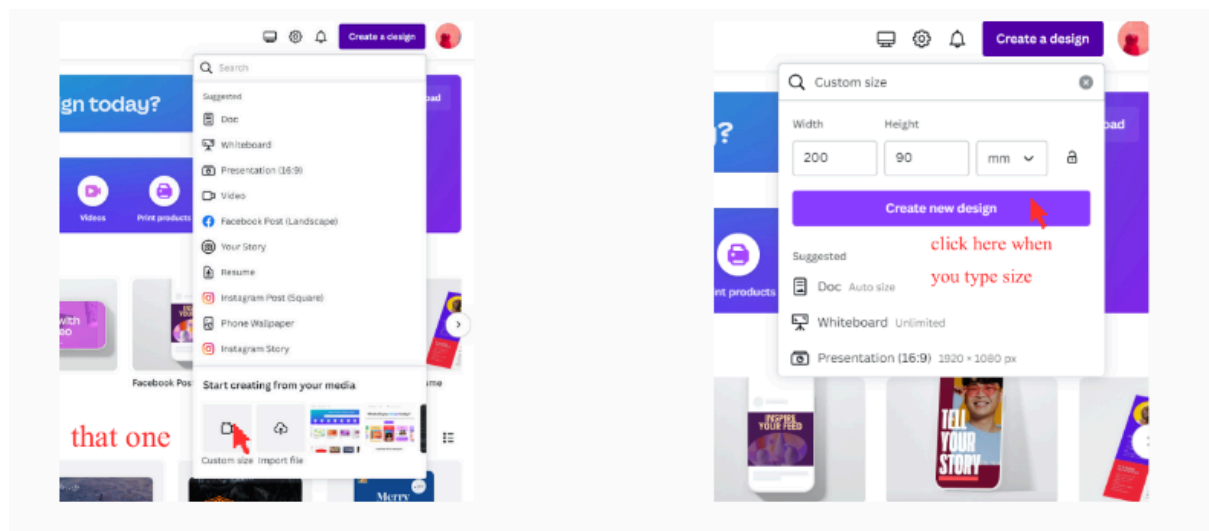 Create a design
Search
gn today?
Suggested
oad
Doc
Whiteboard
Presentation (16:9)
Video
Videos
Print products
Facebook Post (Landscape)
Your Story
Resume
Instagram Post (Square)
Phone Wallpaper
Instagram Story
Facebook Pos
Start creating from your media
me
that one
Custom size Import file
Merry
Create a design
Custom size
?
Width Height
oad
200 90 mm
Create new design
click here when
you type size
Suggested
nt products
Doc Auto size
Whiteboard Unlimited
Presentation (16:9) 1920 × 1080 px
INSPIRE
YOUR FEED
TELL
YOUR
STORY